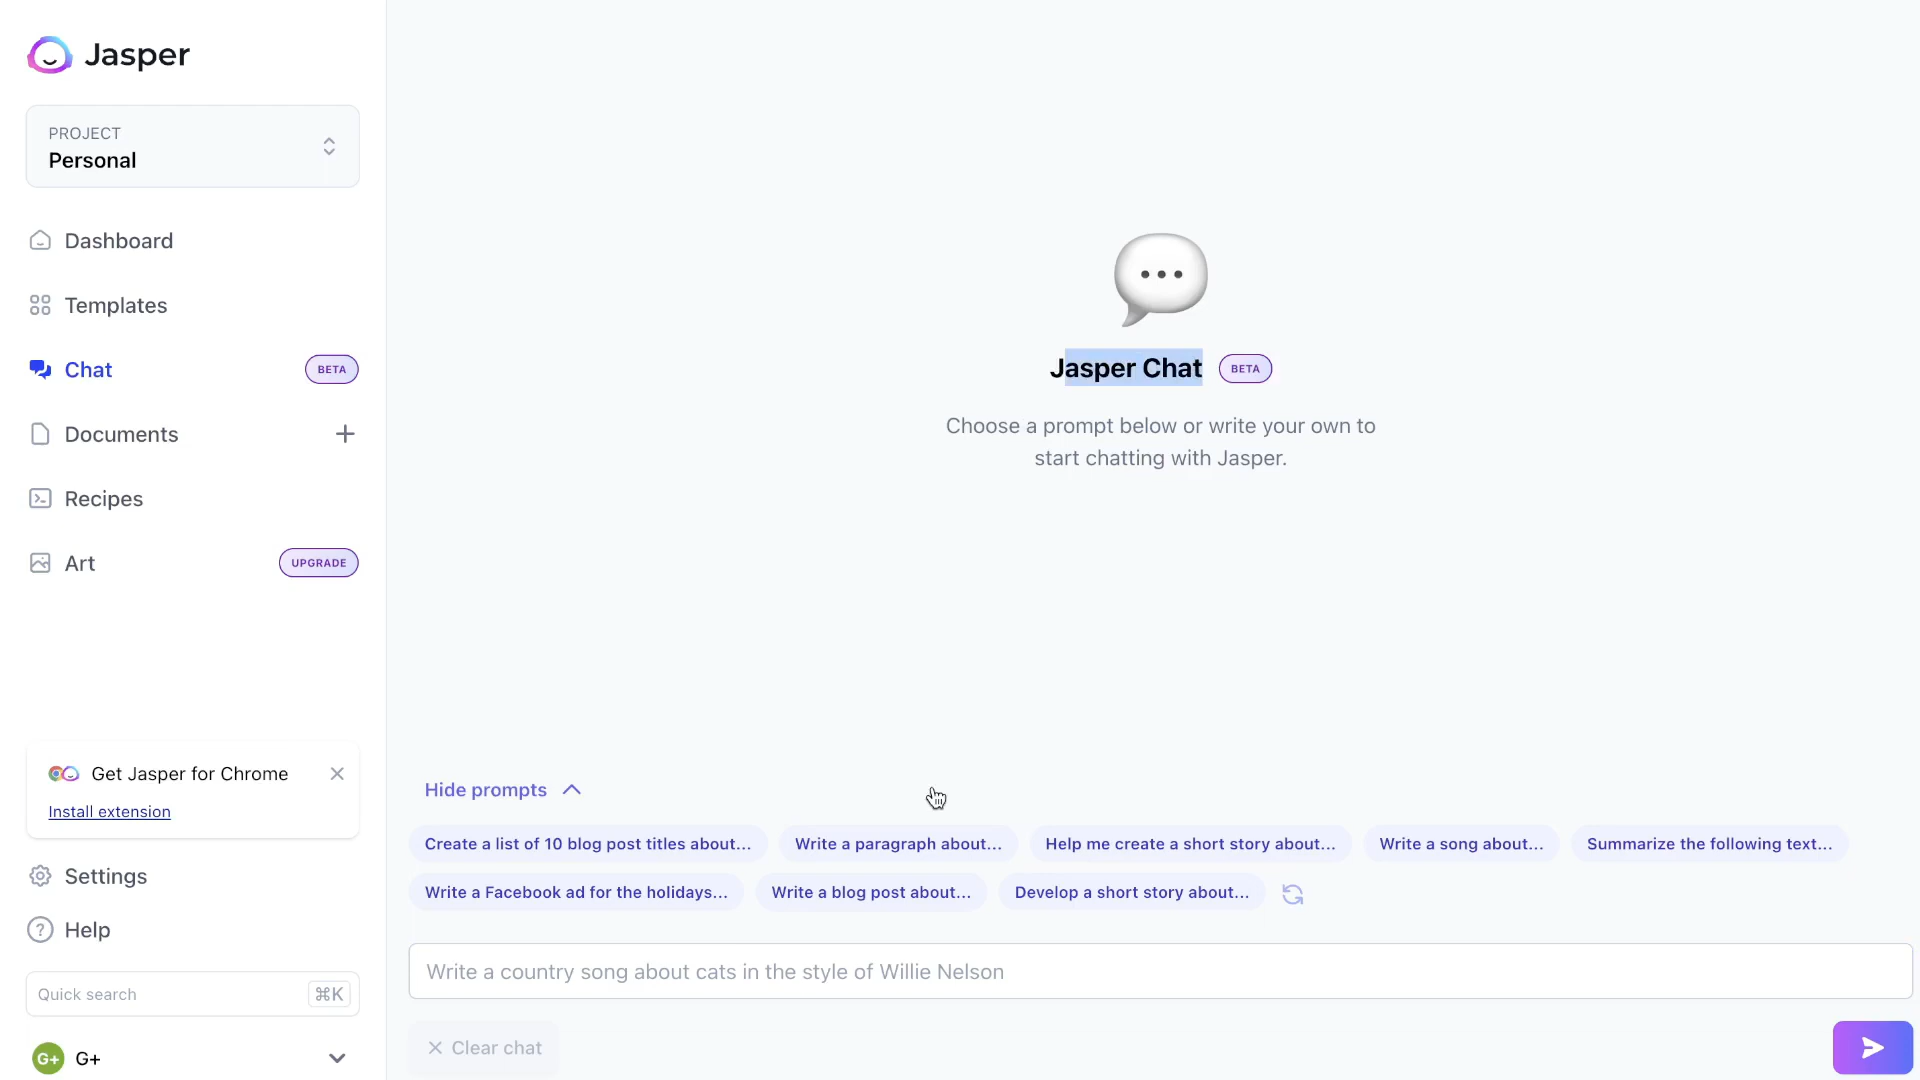 Jasper
PROJECT
Personal
Dashboard
Templates
Chat BETA
Documents
Recipes
Art UPGRADE
Get Jasper for Chrome
Install extension
Settings
? Help
Quick search ⌘K
G+ G+
Jasper Chat BETA
Choose a prompt below or write your own to
start chatting with Jasper.
Hide prompts
Create a list of 10 blog post titles about... Write a paragraph about... Help me create a short story about... Write a song about... Summarize the following text...
Write a Facebook ad for the holidays... Write a blog post about... Develop a short story about...
Write a country song about cats in the style of Willie Nelson
Clear chat